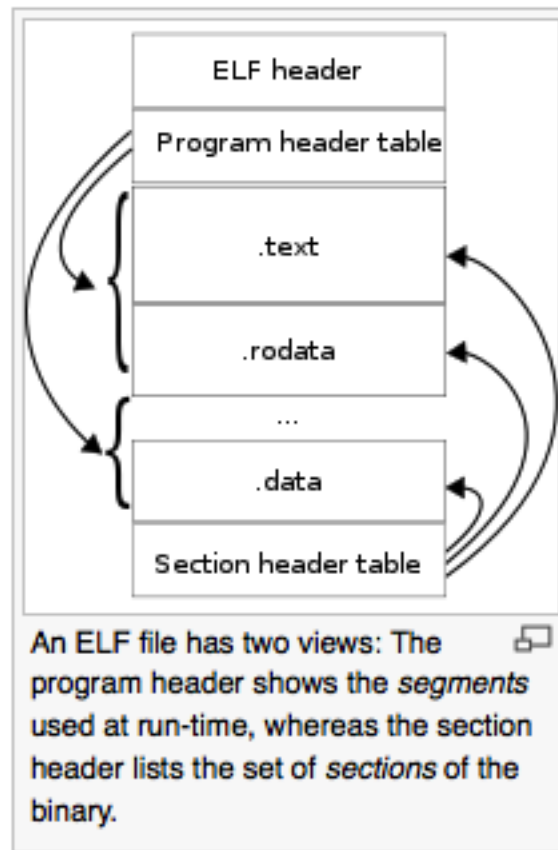 ELF header
Program header table
.text
.rodata
...
.data
Section header table
An ELF file has two views: The
program header shows the segments
used at run-time, whereas the section
header lists the set of sections of the
binary.